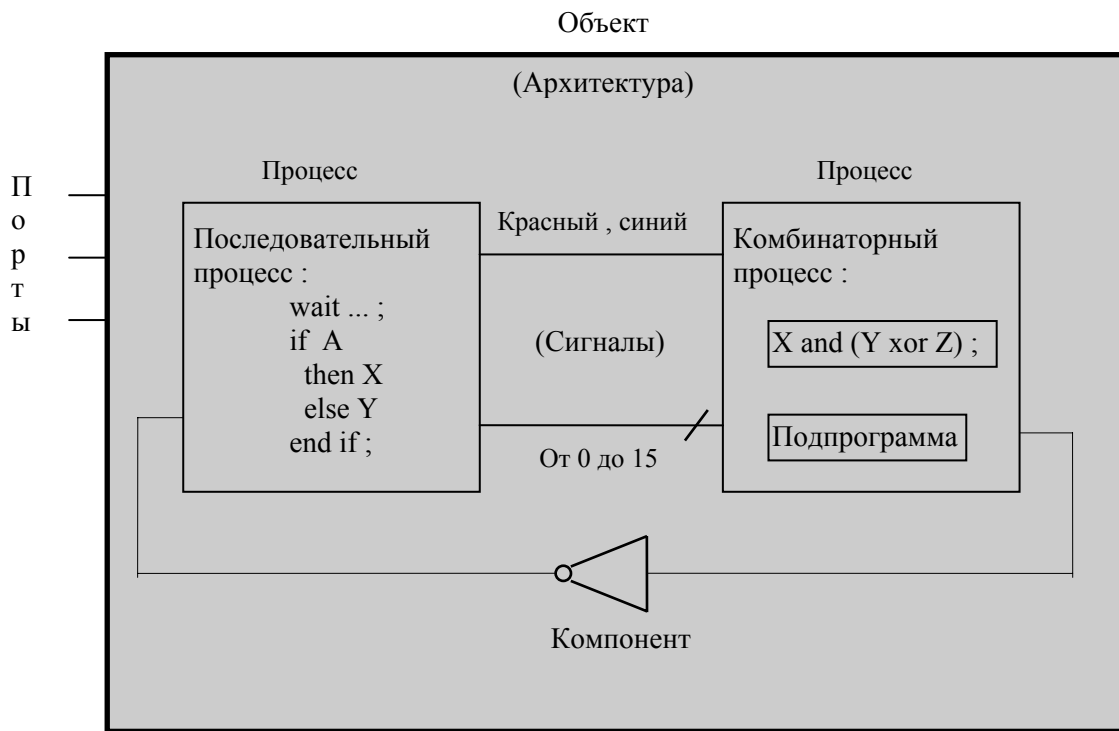 Объект
(Архитектура)
Порты
Процесс
Последовательный
процесс :
wait ... ;
if A
then X
else Y
end if ;
Красный , синий
(Сигналы)
От 0 до 15
Процесс
Комбинаторный
процесс :
X and (Y xor Z) ;
Подпрограмма
Компонент